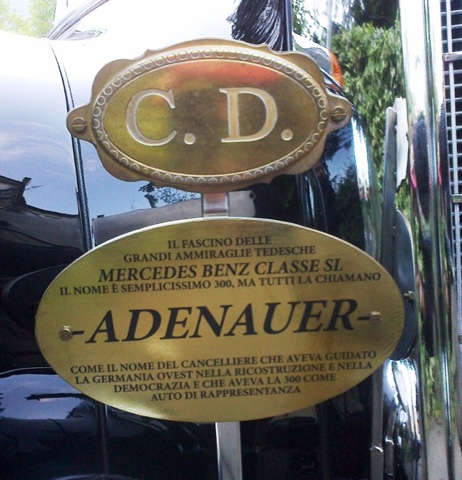 C. D.
IL FASCINO DELLE
GRANDI AMMIRAGLIE TEDESCHE
MERCEDES BENZ CLASSE SL
IL NOME È SEMPLICISSIMO 300, MA TUTTI LA CHIAMANO
-ADENAUER-
COME IL NOME DEL CANCELLIERE CHE AVEVA GUIDATO
LA GERMANIA OVEST NELLA RICOSTRUZIONE E NELLA
DEMOCRAZIA E CHE AVEVA LA 300 COME
AUTO DI RAPPRESENTANZA